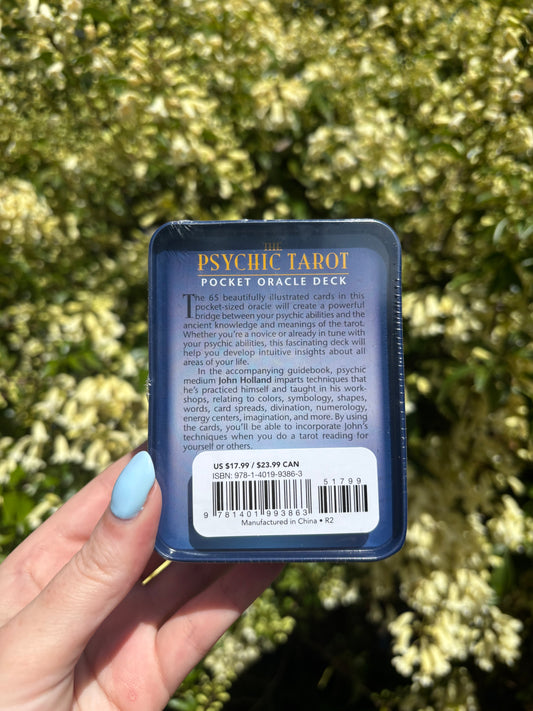 THE
PSYCHIC TAROT
POCKET ORACLE DECK
The 65 beautifully illustrated cards in this
pocket-sized oracle will create a powerful
bridge between your psychic abilities and the
ancient knowledge and meanings of the tarot.
Whether you're a novice or already in tune with
your psychic abilities, this fascinating deck will
help you develop intuitive insights about all
areas of your life.
In the accompanying guidebook, psychic
medium John Holland imparts techniques that
he's practiced himself and taught in his work-
shops, relating to colors, symbology, shapes,
words, card spreads, divination, numerology,
energy centers, imagination, and more. By using
the cards, you'll be able to incorporate John's
techniques when you do a tarot reading for
yourself or others.
US $17.99 / $23.99 CAN
ISBN: 978-1-4019-9386-3
51799
9 781401 993863
Manufactured in China • R2